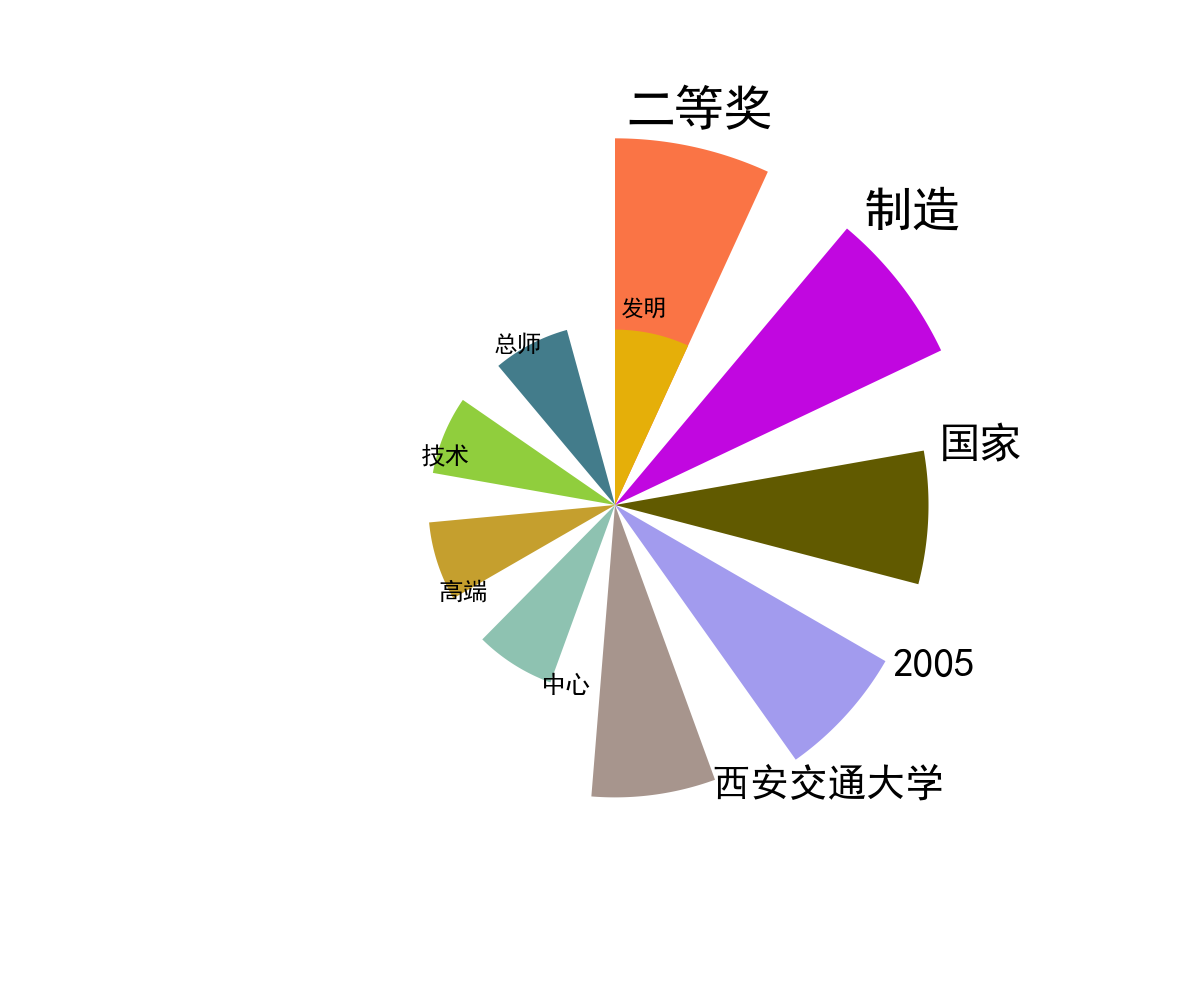 二等奖
制造
发明
总师
国家
技术
高端
2005
中心
西安交通大学